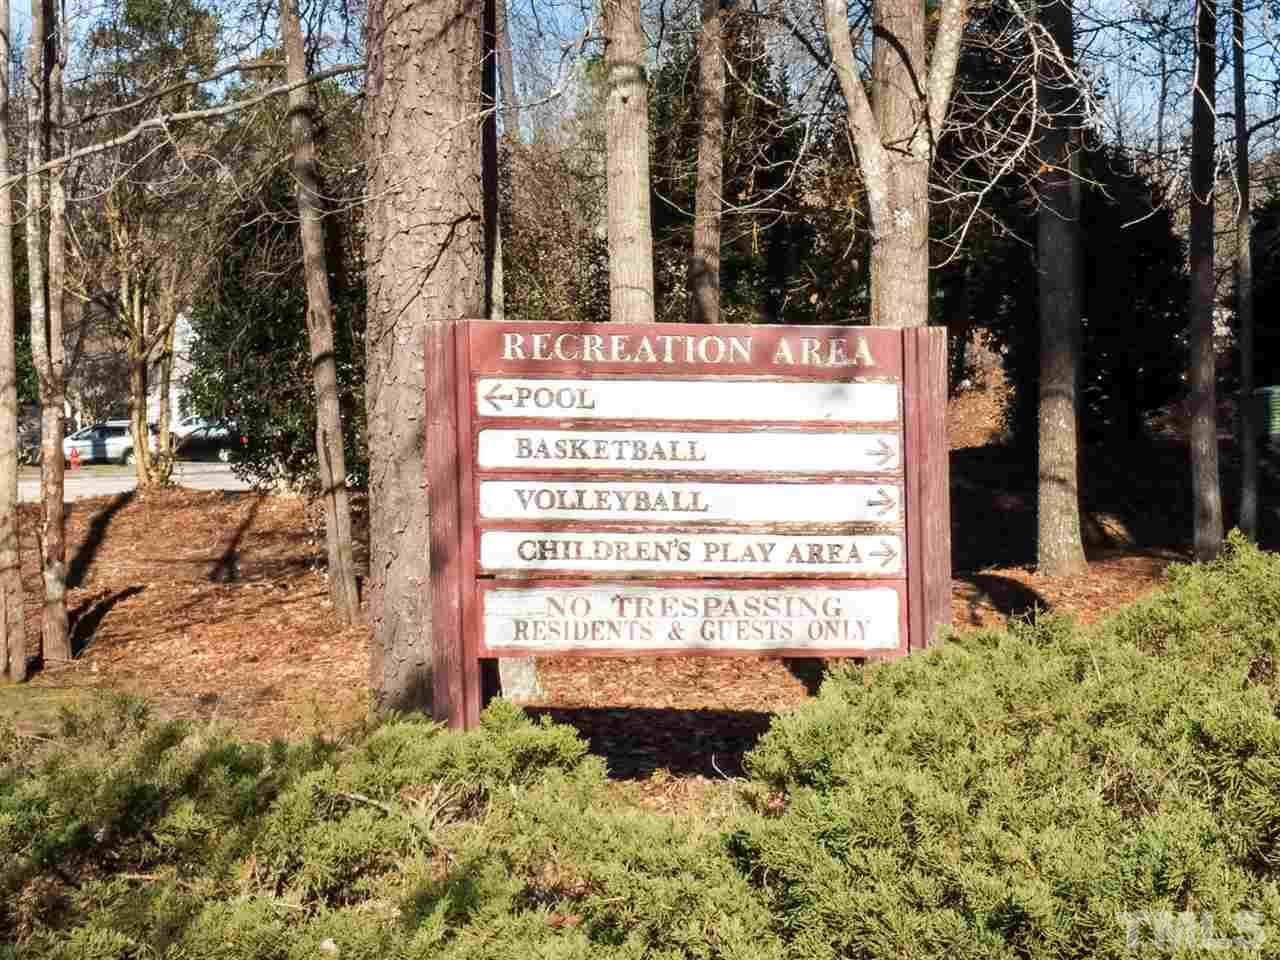 RECREATION AREA
←POOL
BASKETBALL →
VOLLEYBALL →
CHILDREN'S PLAY AREA→
NO TRESPASSING
RESIDENTS & GUESTS ONLY
TMLS